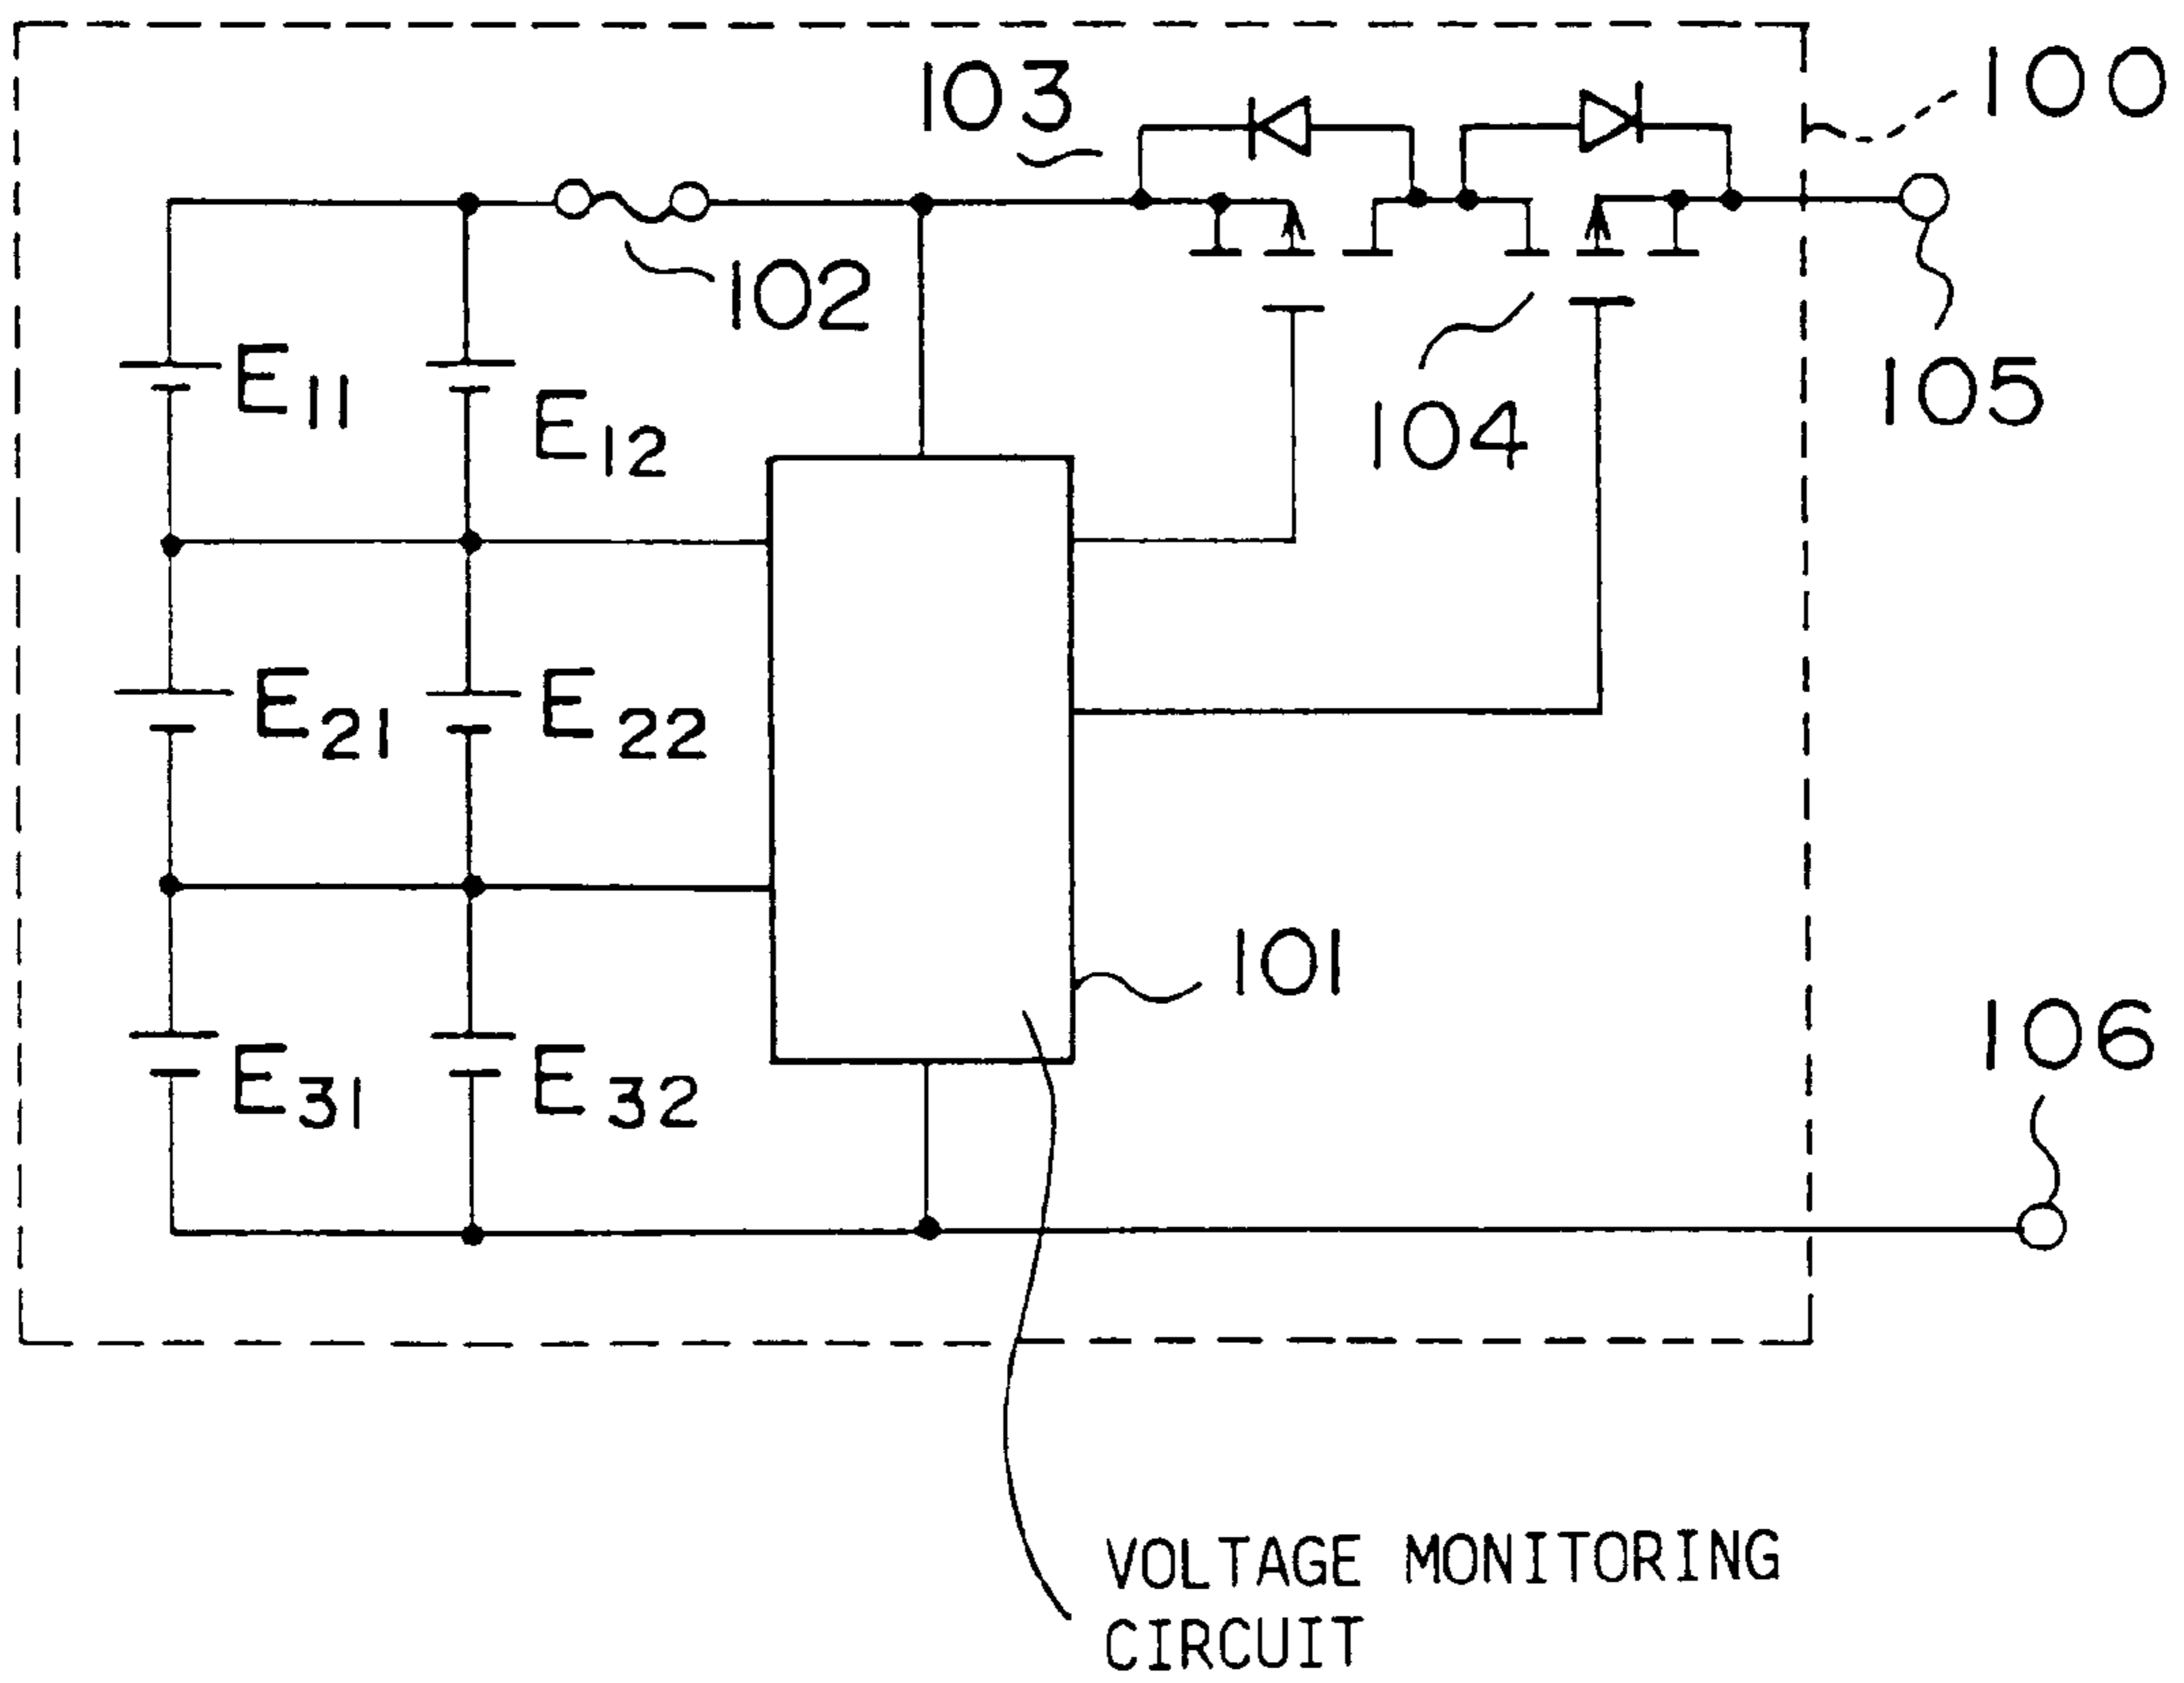 100
103
102
105
E11
E12
104
E21
E22
101
106
E31
E32
VOLTAGE MONITORING
CIRCUIT